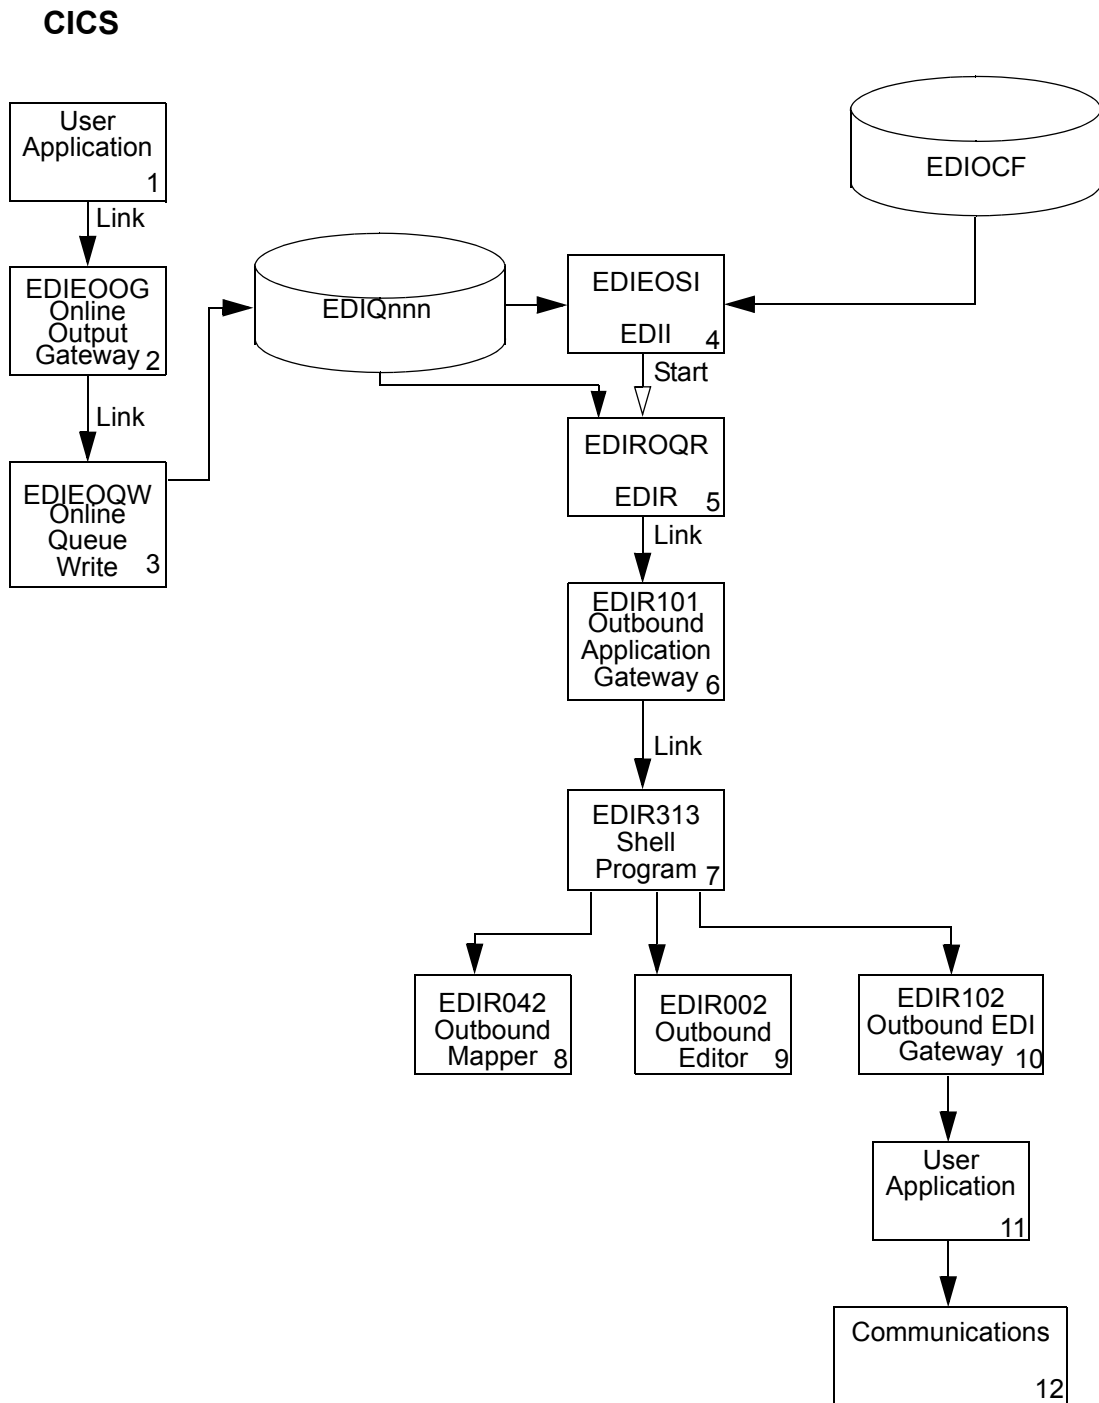 CICS
User
Application
1
Link
EDIEOOG
Online
Output
Gateway 2
Link
EDIEOQW
Online
Queue
Write 3
EDIQnnn
EDIOCF
EDIEOSI
EDII 4
Start
EDIROQR
EDIR 5
Link
EDIR101
Outbound
Application
Gateway 6
Link
EDIR313
Shell
Program 7
EDIR042
Outbound
Mapper 8
EDIR002
Outbound
Editor 9
EDIR102
Outbound EDI
Gateway 10
User
Application
11
Communications
12